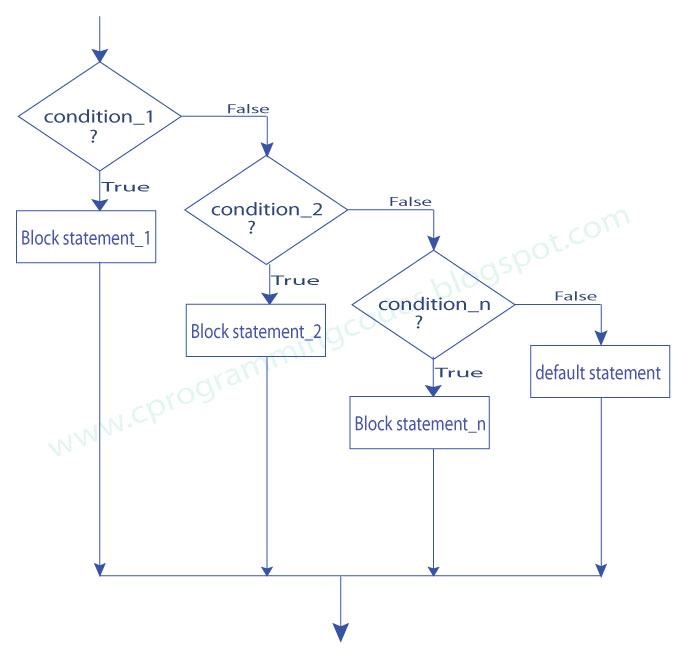 condition_1
?
False
True
Block statement_1
condition_2
?
False
True
Block statement_2
condition_n
?
False
True
Block statement_n
default statement
www.cprogrammingcodes.blogspot.com